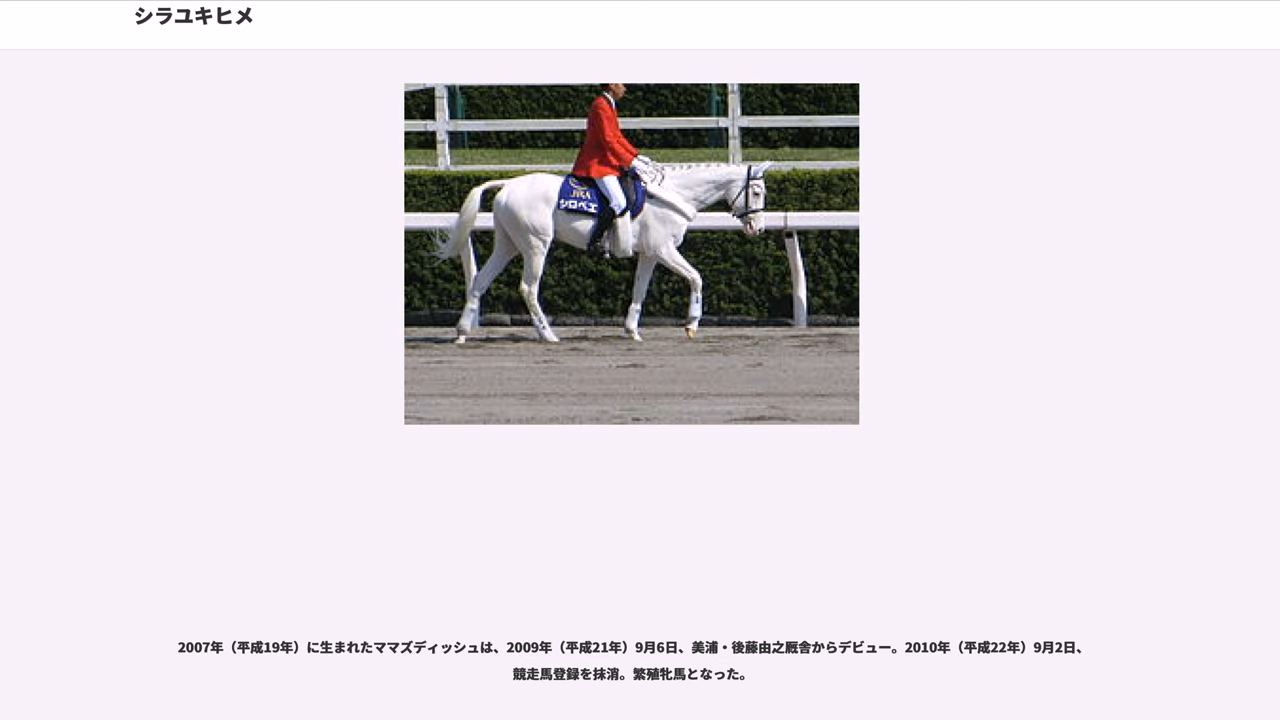 シラユキヒメ
JRA
シロベエ
2007年（平成19年）に生まれたママズディッシュは、2009年（平成21年）9月6日、美浦・後藤由之厩舎からデビュー。2010年（平成22年）9月2日、
競走馬登録を抹消。繁殖牝馬となった。